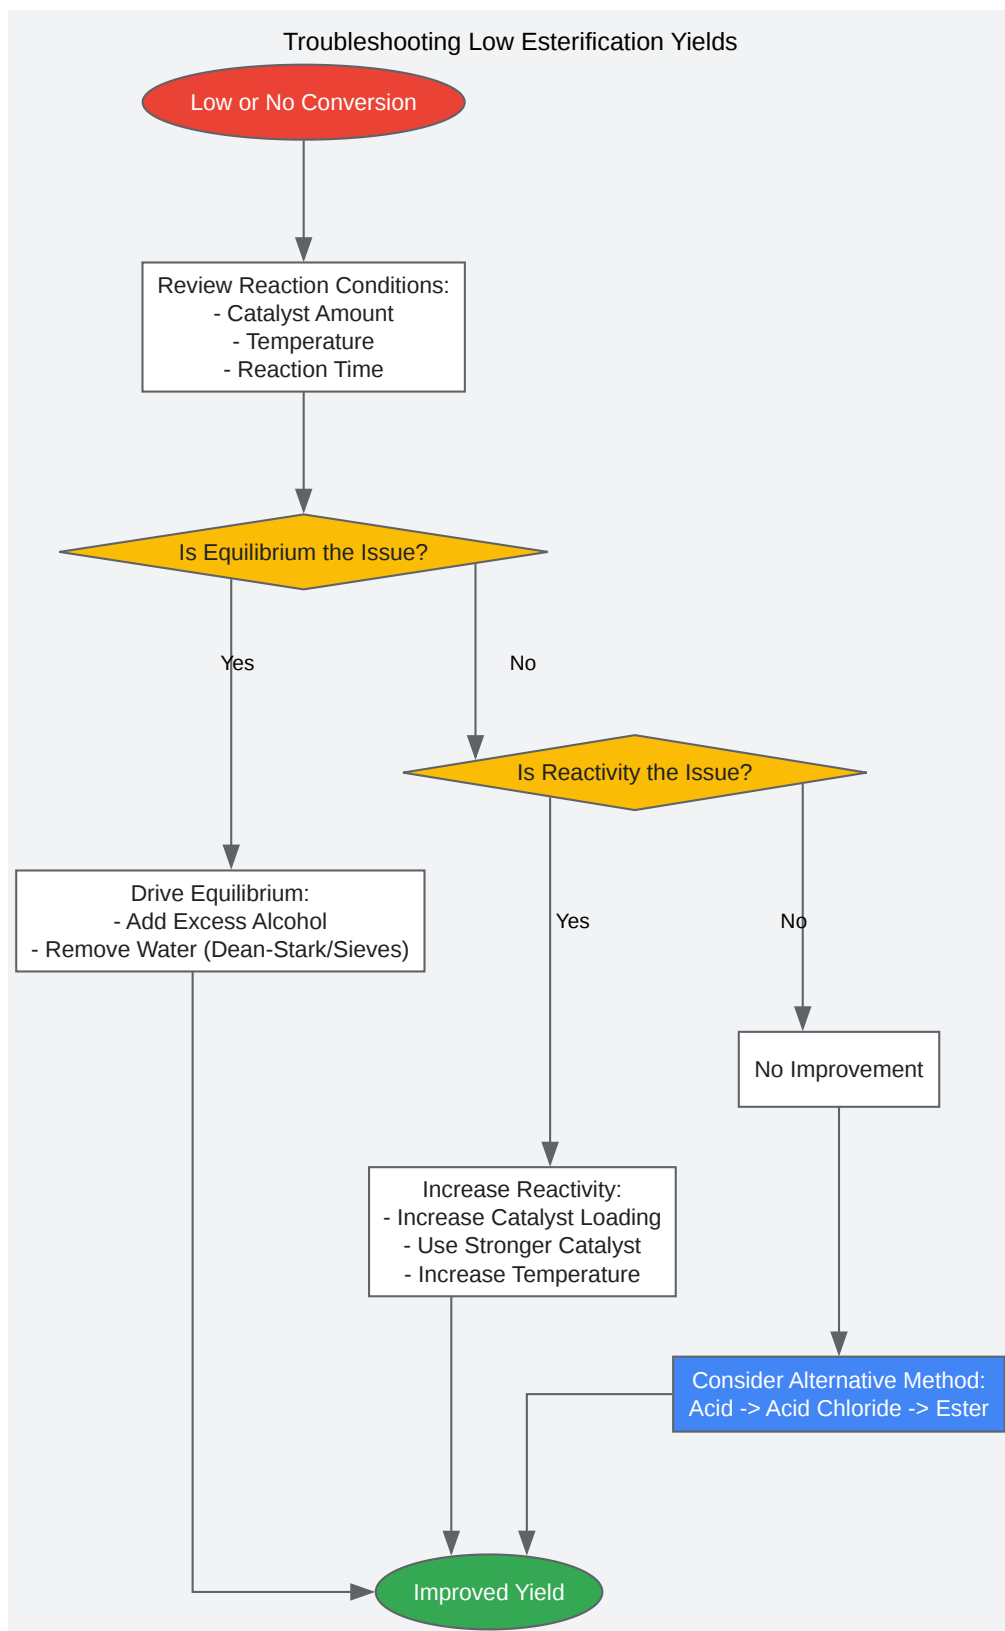 Troubleshooting Low Esterification Yields
Low or No Conversion
Review Reaction Conditions:
- Catalyst Amount
- Temperature
- Reaction Time
Is Equilibrium the Issue?
Yes
No
Is Reactivity the Issue?
Drive Equilibrium:
- Add Excess Alcohol
- Remove Water (Dean-Stark/Sieves)
Yes
No
No Improvement
Increase Reactivity:
- Increase Catalyst Loading
- Use Stronger Catalyst
- Increase Temperature
Consider Alternative Method:
Acid -> Acid Chloride -> Ester
Improved Yield